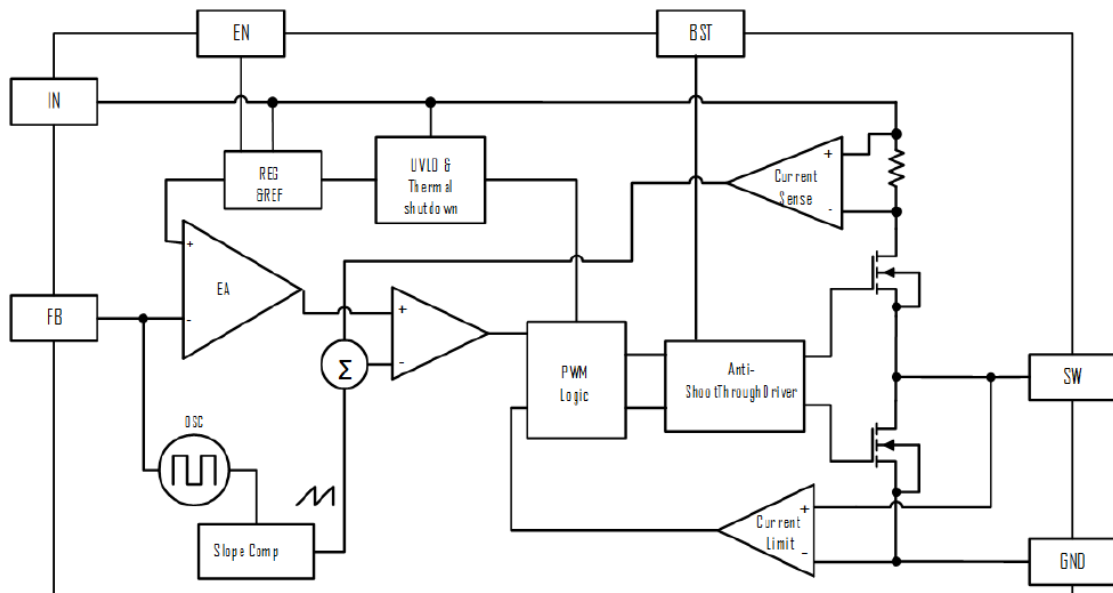 EN
BST
IN
REG
&REF
UVLO &
Thermal
shutdown
+
Current
Sense
-
+
EA
-
FB
+
-
Σ
PWM
Logic
Anti-
ShootThroughDriver
SW
OSC
Slope Comp
+
Current
Limit
-
GND